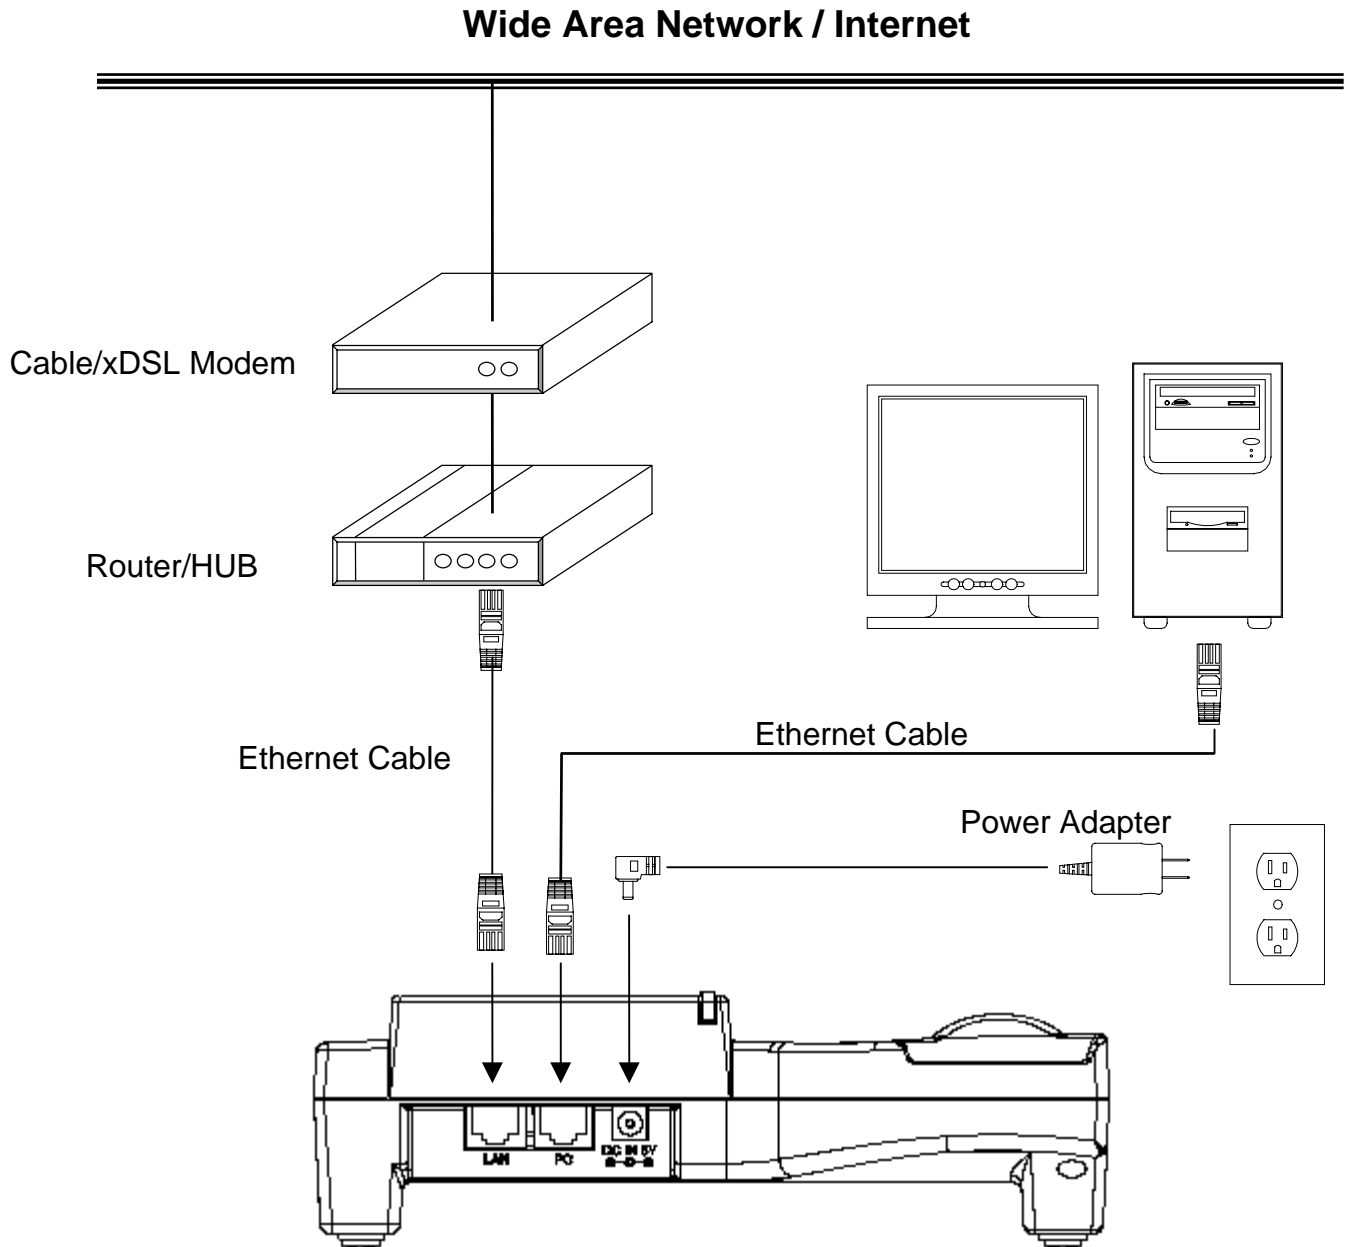 Wide Area Network / Internet
Cable/xDSL Modem
Router/HUB
Ethernet Cable
Ethernet Cable
Power Adapter
LAN
PC
DC IN 5V